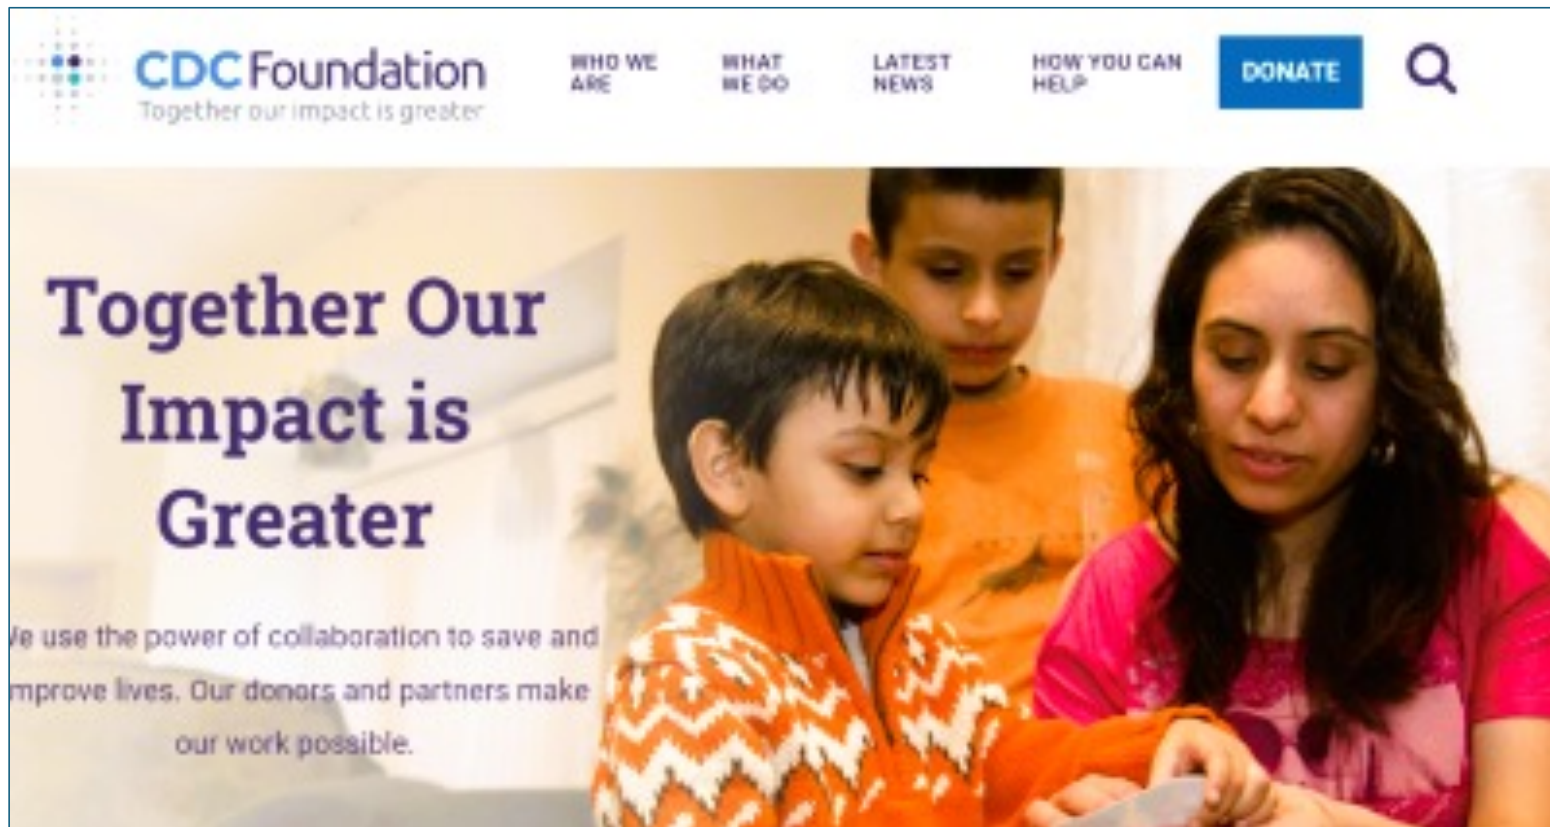 CDC Foundation
Together our impact is greater
WHO WE
ARE
WHAT
WE DO
LATEST
NEWS
HOW YOU CAN
HELP
DONATE
Together Our
Impact is
Greater
use the power of collaboration to save and
lives. Our donors and partners make
our work possible.